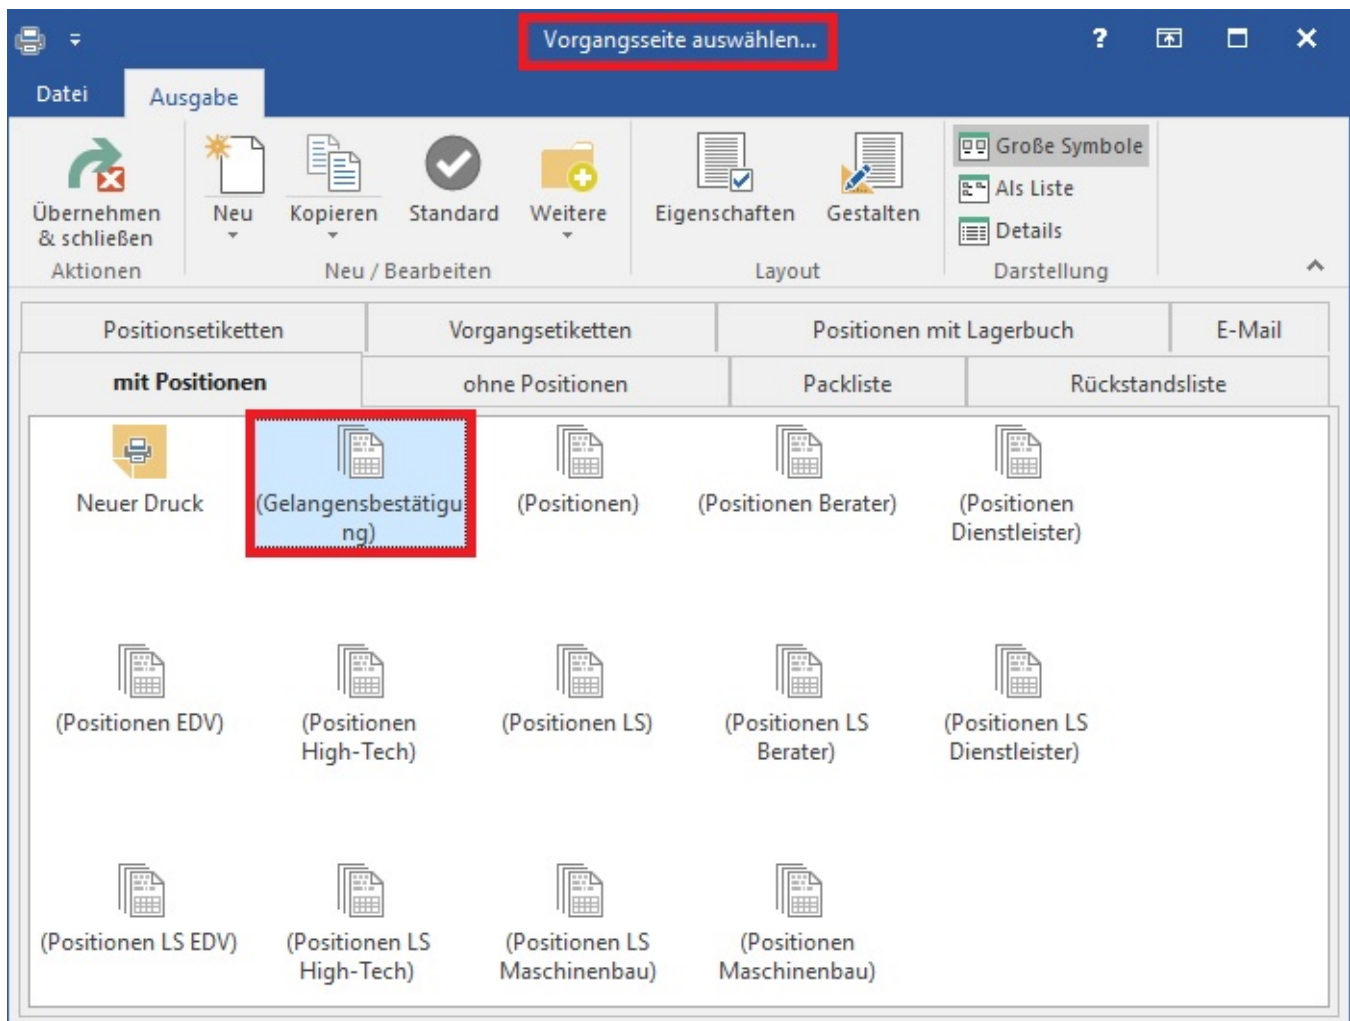 Vorgangsseite auswählen...
?
Datei
Ausgabe
Übernehmen
& schließen
Neu
Kopieren
Standard
Weitere
Eigenschaften
Gestalten
Große Symbole
Als Liste
Details
Aktionen
Neu / Bearbeiten
Layout
Darstellung
Positionsetiketten
Vorgangsetiketten
Positionen mit Lagerbuch
E-Mail
mit Positionen
ohne Positionen
Packliste
Rückstandsliste
Neuer Druck
(Gelangensbestätigu
ng)
(Positionen)
(Positionen Berater)
(Positionen
Dienstleister)
(Positionen EDV)
(Positionen
High-Tech)
(Positionen LS)
(Positionen LS
Berater)
(Positionen LS
Dienstleister)
(Positionen LS EDV)
(Positionen LS
High-Tech)
(Positionen LS
Maschinenbau)
(Positionen
Maschinenbau)